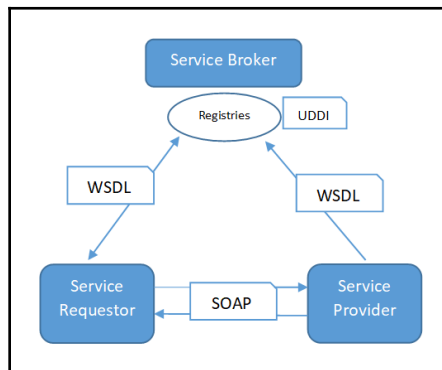 Service Broker
Registries
UDDI
WSDL
WSDL
Service
Requestor
SOAP
Service
Provider